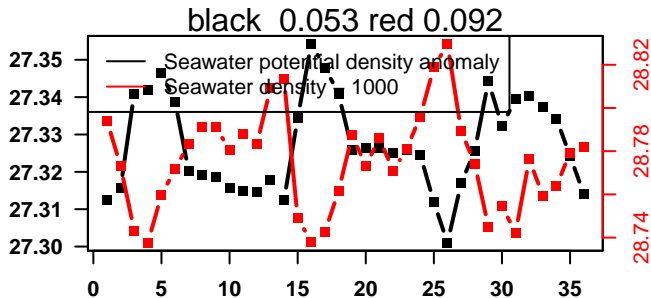 black 0.053 red 0.092
Seawater potential density anomaly
Seawater density 1000
27.35
27.34
27.33
27.32
27.31
27.30
28.82
28.78
28.74
0 5 10 15 20 25 30 35